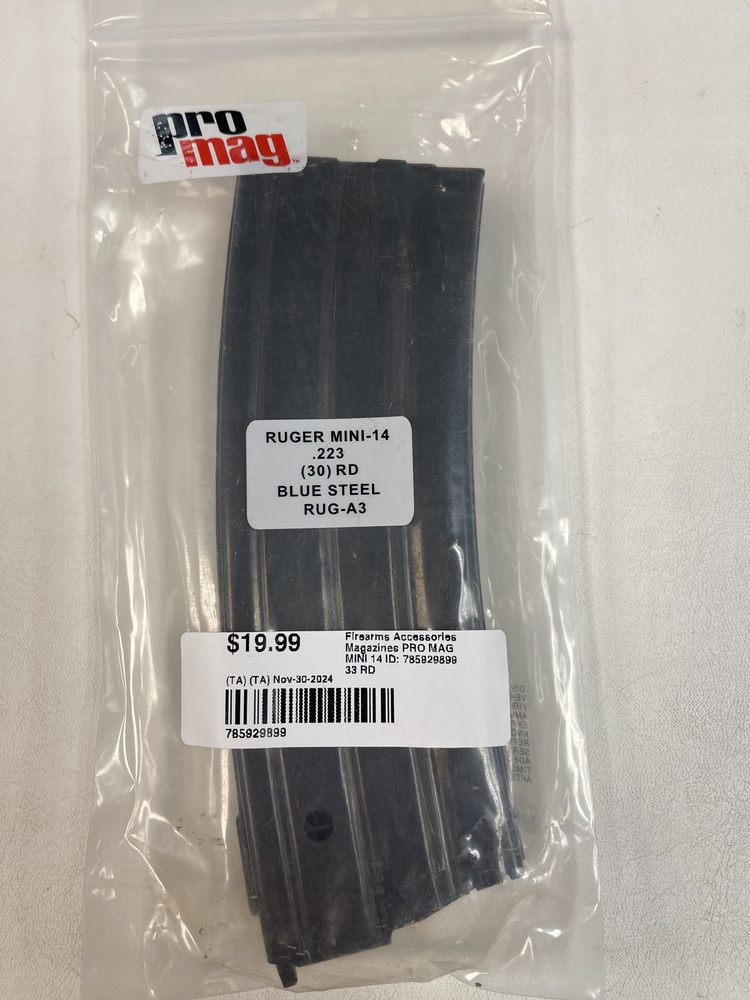 pro
mag™
RUGER MINI-14
.223
(30) RD
BLUE STEEL
RUG-A3
$19.99
Firearms Accessories
Magazines PRO MAG
MINI 14 ID: 785929899
33 RD
(TA) (TA) Nov-30-2024
785929899